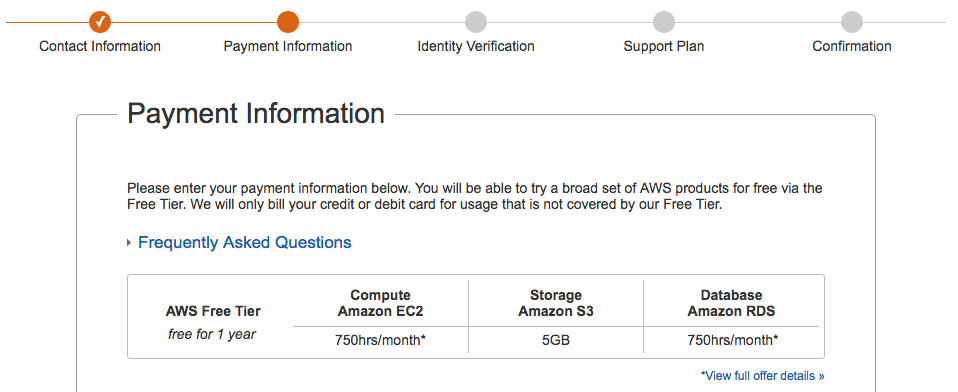 Contact Information
Payment Information
Identity Verification
Support Plan
Confirmation
Payment Information
Please enter your payment information below. You will be able to try a broad set of AWS products for free via the
Free Tier. We will only bill your credit or debit card for usage that is not covered by our Free Tier.
Frequently Asked Questions
AWS Free Tier
free for 1 year
Compute
Amazon EC2
750hrs/month*
Storage
Amazon S3
5GB
Database
Amazon RDS
750hrs/month*
*View full offer details »